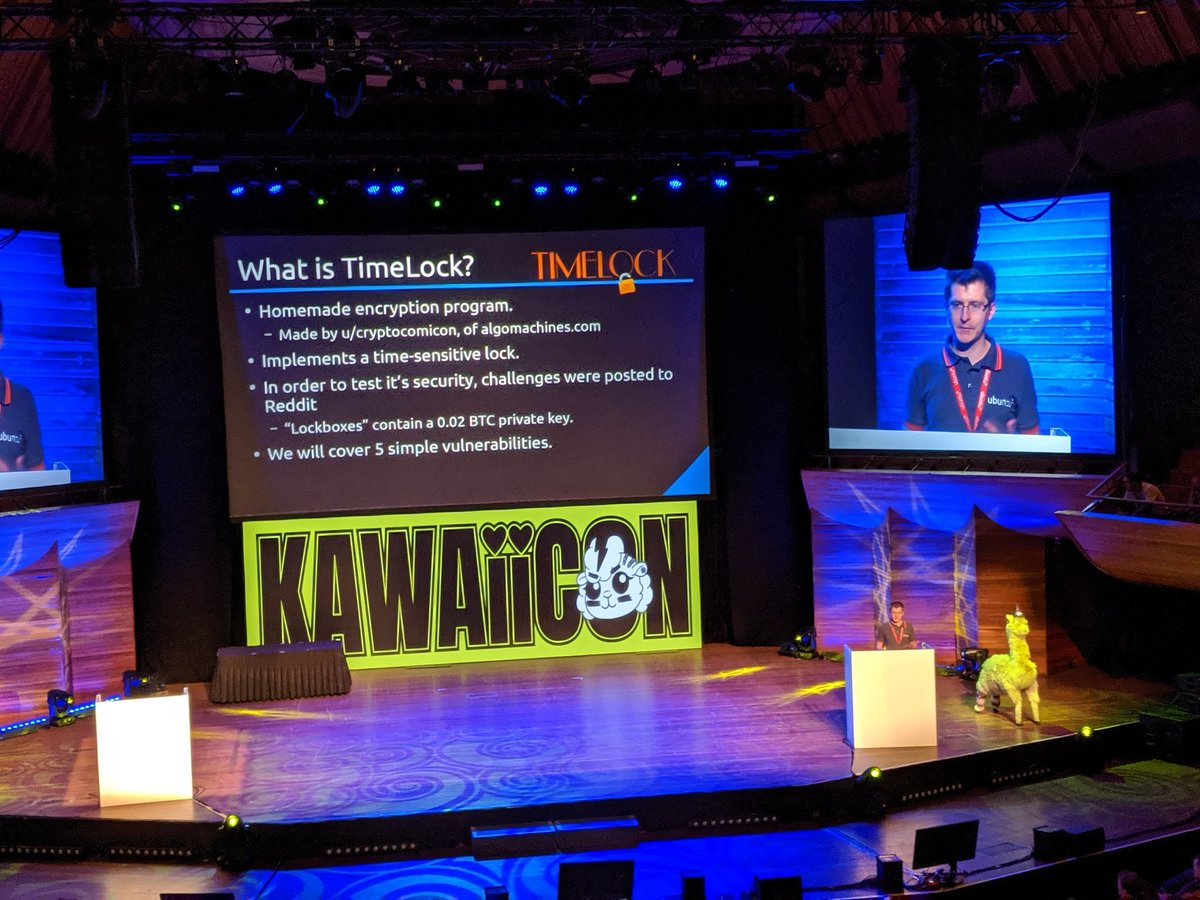 What is TimeLock?
TIMELOCK
• Homemade encryption program.
– Made by u/cryptocomicon, of algomachines.com
• Implements a time-sensitive lock.
• In order to test it's security, challenges were posted to
Reddit
– “Lockboxes” contain a 0.02 BTC private key.
• We will cover 5 simple vulnerabilities.
KAWAiiCON
ubuntu